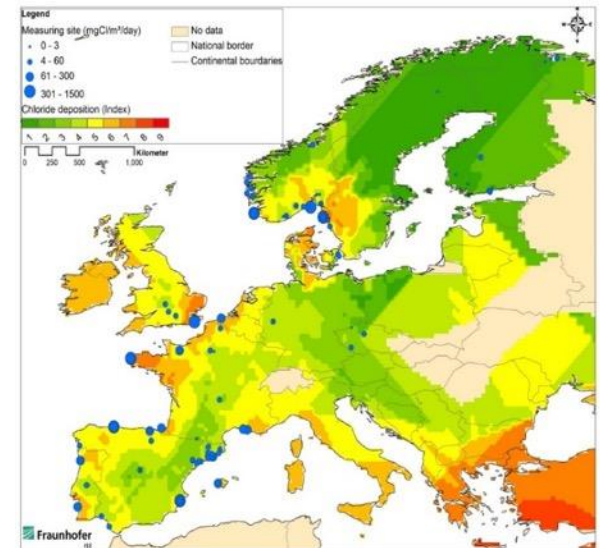 Legend
Measuring site (mgCl/m²/day)
0 - 3
4 - 60
61 - 300
301 - 1500
No data
National border
Continental boundaries
Chloride deposition (Index)
1 2 3 4 5 6 7 8 9
Kilometer
0 250 500 1,000
Fraunhofer